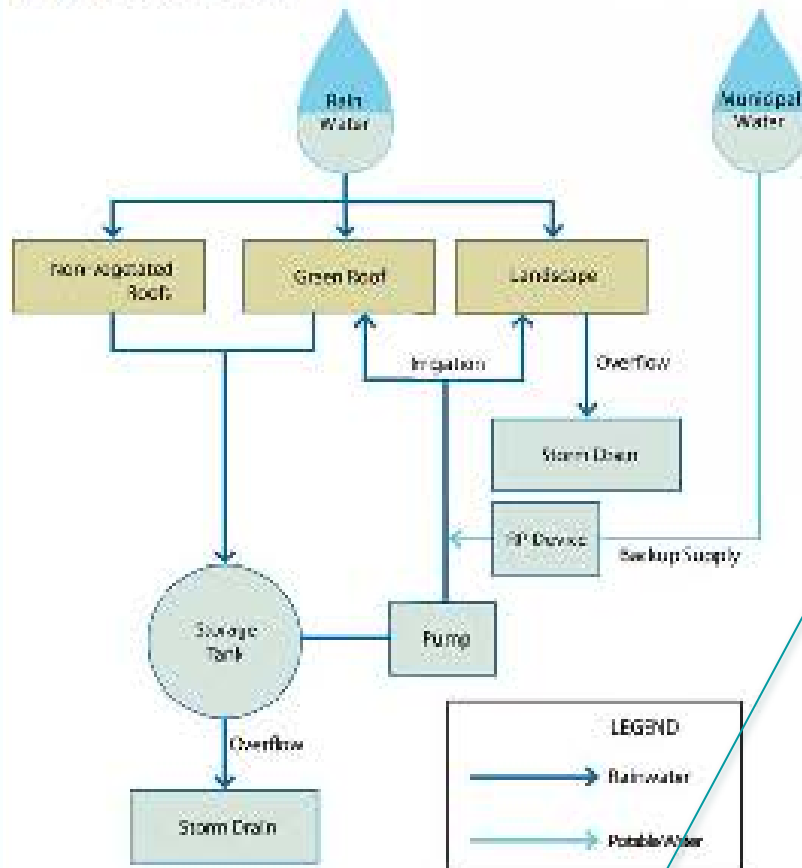 Rain
Water
Municipal
Water
Non-Vegetated
Roofs
Green Roof
Landscape
Irrigation
Overflow
Storm Drain
RP Device
Backup Supply
Storage
Tank
Pump
Overflow
Storm Drain
LEGEND
Rainwater
Potable Water